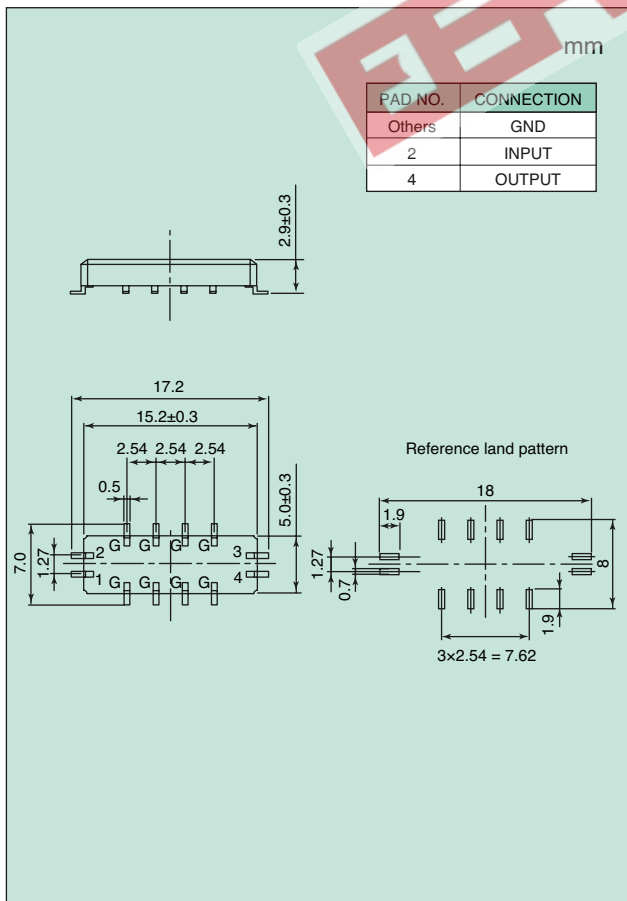 mm
PAD NO. CONNECTION
Others GND
2 INPUT
4 OUTPUT
2.9±0.3
17.2
15.2±0.3
2.54 2.54 2.54
0.5
5.0±0.3
7.0
1.27
G G G G
2 3
1 4
G G G G
Reference land pattern
18
1.9
1.27
0.7
8
1.9
3×2.54 = 7.62